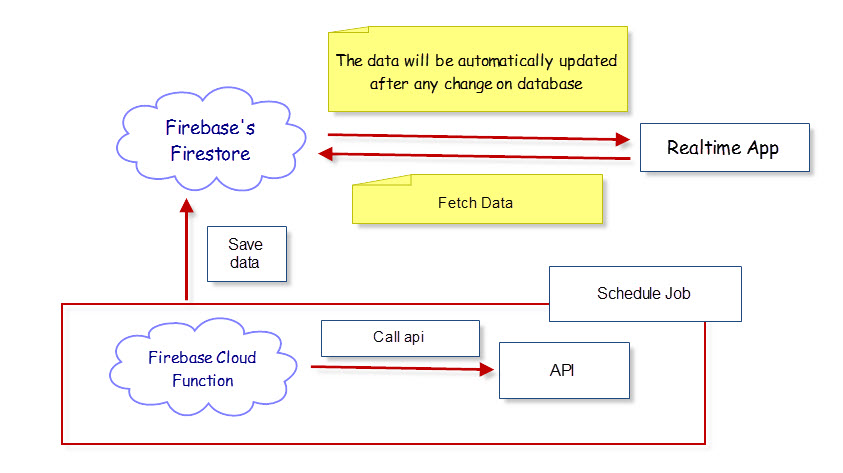 The data will be automatically updated
after any change on database
Firebase's
Firestore
Realtime App
Fetch Data
Save
data
Schedule Job
Firebase Cloud
Function
Call api
API